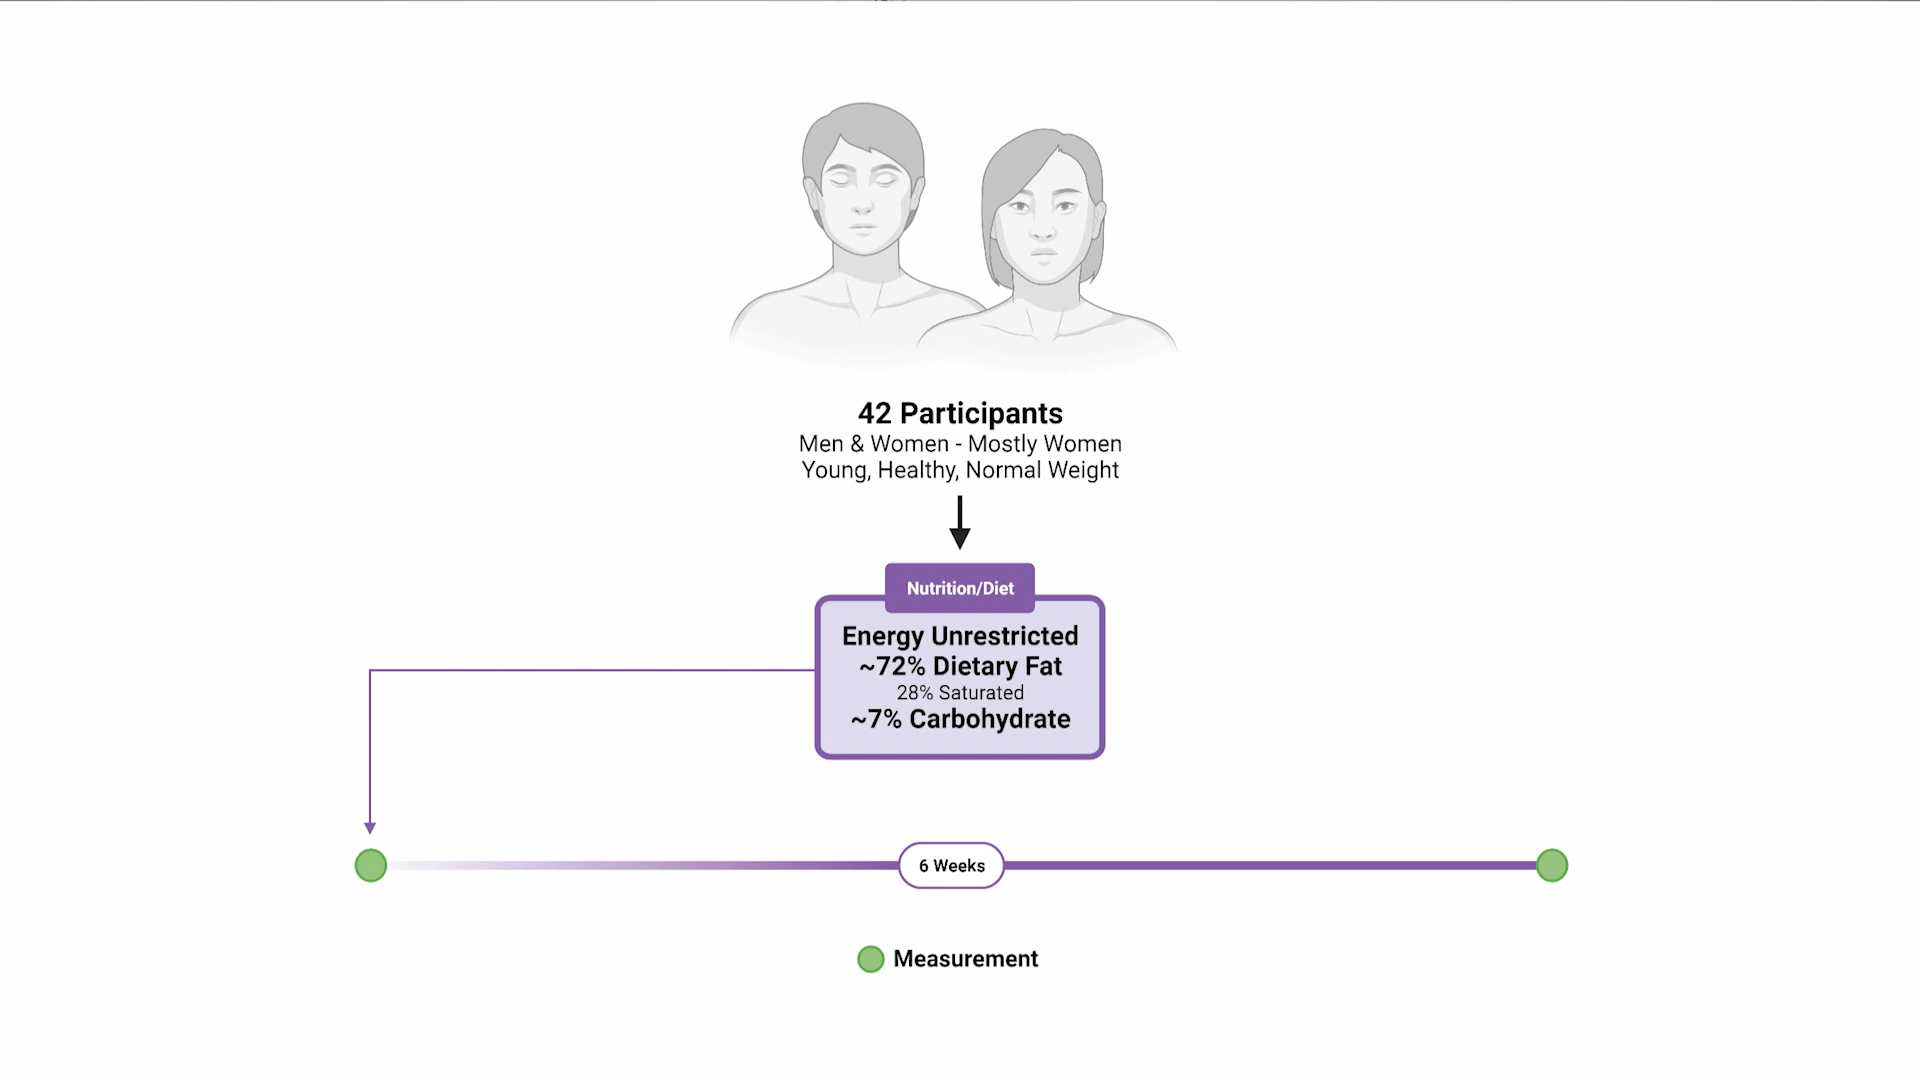 42 Participants
Men & Women - Mostly Women
Young, Healthy, Normal Weight
Nutrition/Diet
Energy Unrestricted
~72% Dietary Fat
28% Saturated
~7% Carbohydrate
6 Weeks
Measurement